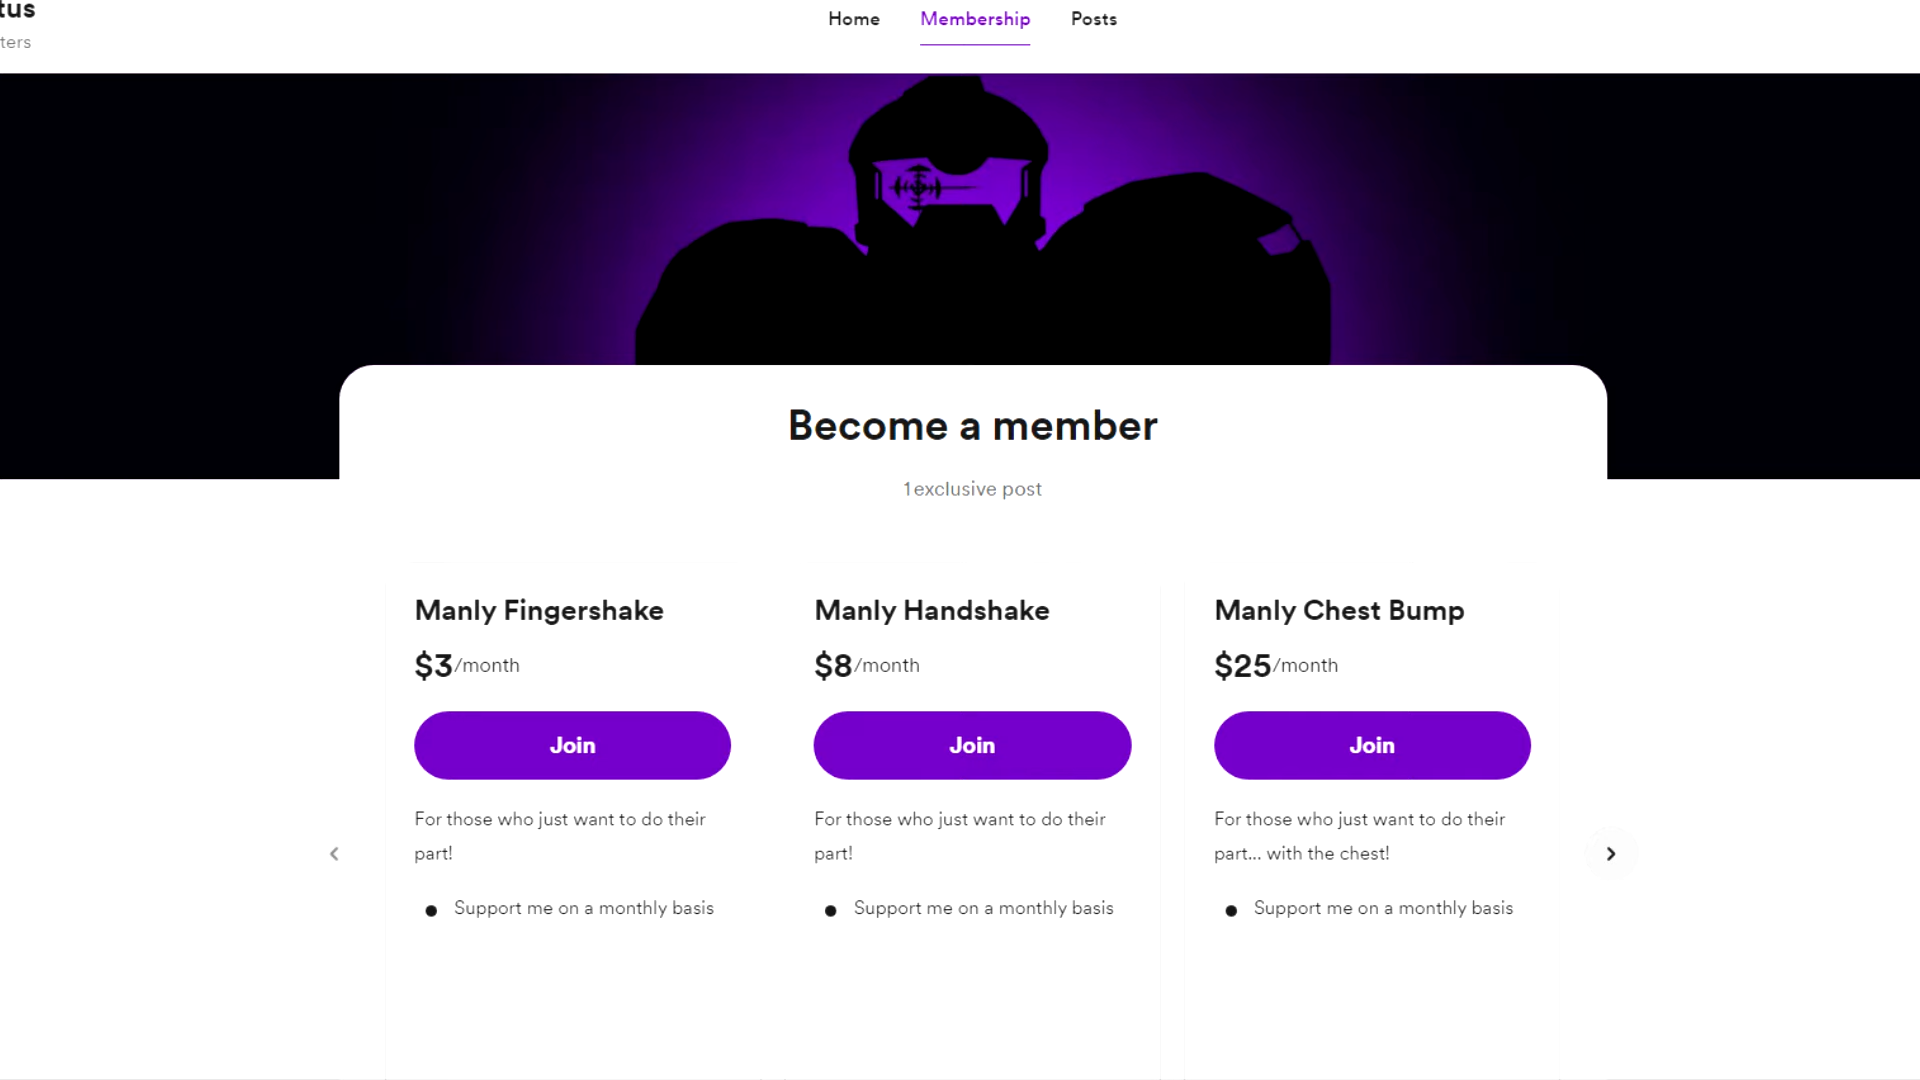 tus
ters
Home
Membership
Posts
Become a member
1 exclusive post
Manly Fingershake
$3/month
Join
For those who just want to do their
part!
Support me on a monthly basis
Manly Handshake
$8/month
Join
For those who just want to do their
part!
Support me on a monthly basis
Manly Chest Bump
$25/month
Join
For those who just want to do their
part... with the chest!
Support me on a monthly basis